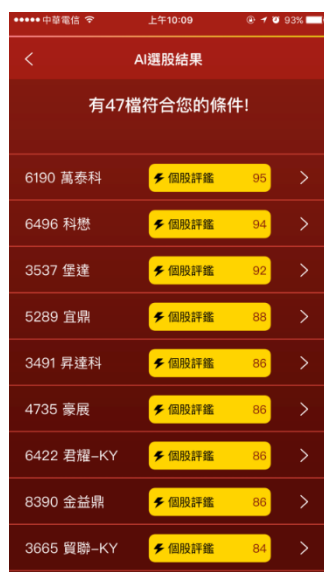 中華電信 上午10:09 93%
AI選股結果
有47檔符合您的條件!
6190 萬泰科 個股評鑑 95
6496 科懋 個股評鑑 94
3537 堡達 個股評鑑 92
5289 宜鼎 個股評鑑 88
3491 昇達科 個股評鑑 86
4735 豪展 個股評鑑 86
6422 君耀-KY 個股評鑑 86
8390 金益鼎 個股評鑑 86
3665 貿聯-KY 個股評鑑 84